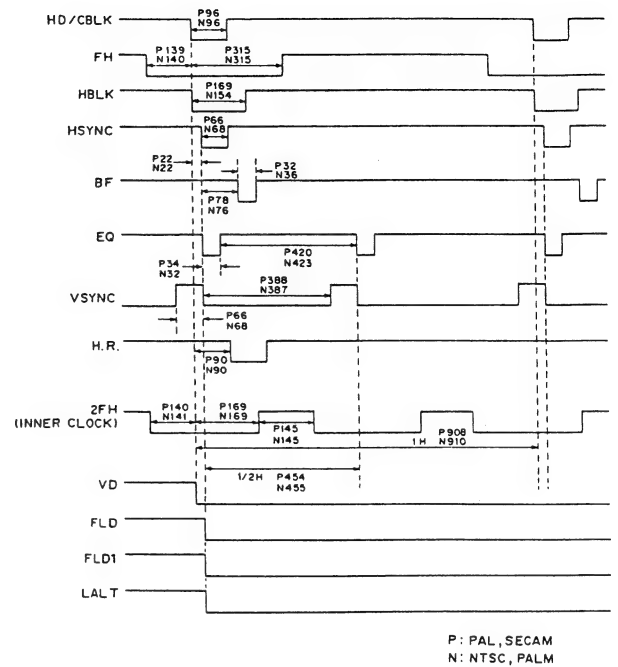 HD/CBLK
P96
N96
FH
P139
N140
P315
N315
HBLK
P169
N154
HSYNC
P66
N68
P22
N22
P32
N36
BF
P78
N76
EQ
P420
N423
P34
N32
P388
N387
VSYNC
P66
N68
H.R.
P90
N90
2FH
(INNER CLOCK)
P140
N141
P169
N169
P145
N145
1H
P908
N910
1/2H
P454
N455
VD
FLD
FLD1
LALT
P: PAL, SECAM
N: NTSC, PALM